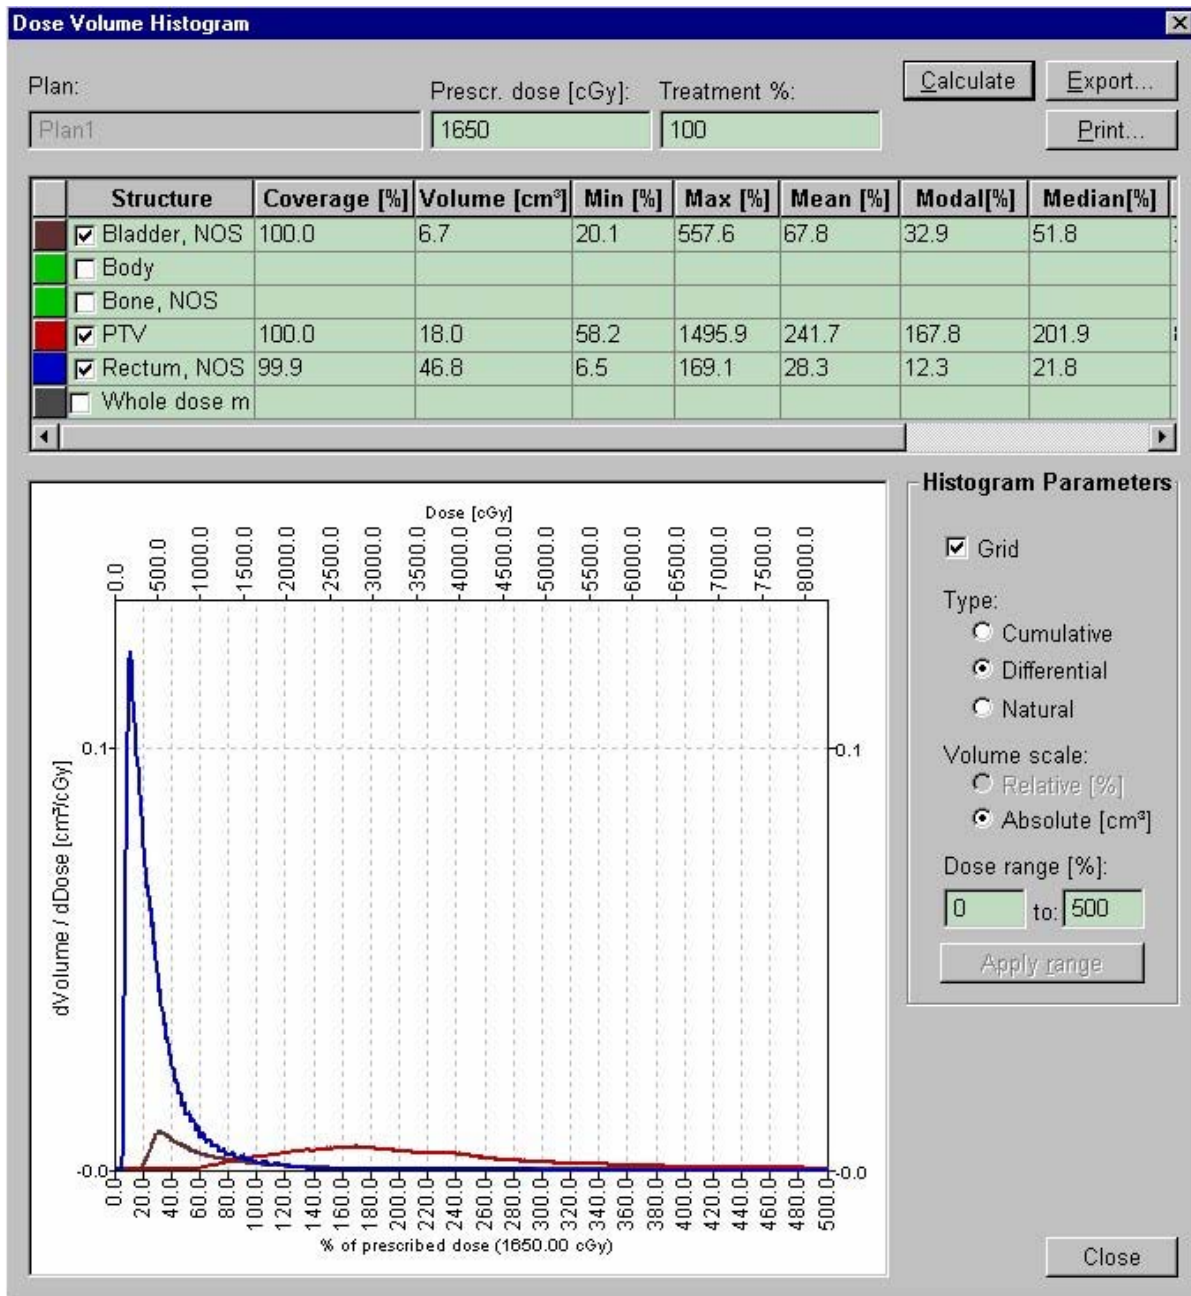 Dose Volume Histogram
Plan: Prescr. dose [cGy]: Treatment %: Calculate Export...
Plan1 1650 100 Print...
Structure Coverage [%] Volume [cm³] Min [%] Max [%] Mean [%] Modal[%] Median[%]
Bladder, NOS 100.0 6.7 20.1 557.6 67.8 32.9 51.8
Body
Bone, NOS
PTV 100.0 18.0 58.2 1495.9 241.7 167.8 201.9
Rectum, NOS 99.9 46.8 6.5 169.1 28.3 12.3 21.8
Whole dose m
Dose [cGy]
0.0 500.0 1000.0 1500.0 2000.0 2500.0 3000.0 3500.0 4000.0 4500.0 5000.0 5500.0 6000.0 6500.0 7000.0 7500.0 8000.0
0.1 0.1
dVolume / dDose [cm³/cGy]
-0.0 -0.0
0.0 20.0 40.0 60.0 80.0 100.0 120.0 140.0 160.0 180.0 200.0 220.0 240.0 260.0 280.0 300.0 320.0 340.0 360.0 380.0 400.0 420.0 440.0 460.0 480.0 500.0
% of prescribed dose (1650.00 cGy)
Histogram Parameters
Grid
Type:
Cumulative
Differential
Natural
Volume scale:
Relative [%]
Absolute [cm³]
Dose range [%]:
0 to: 500
Apply range
Close